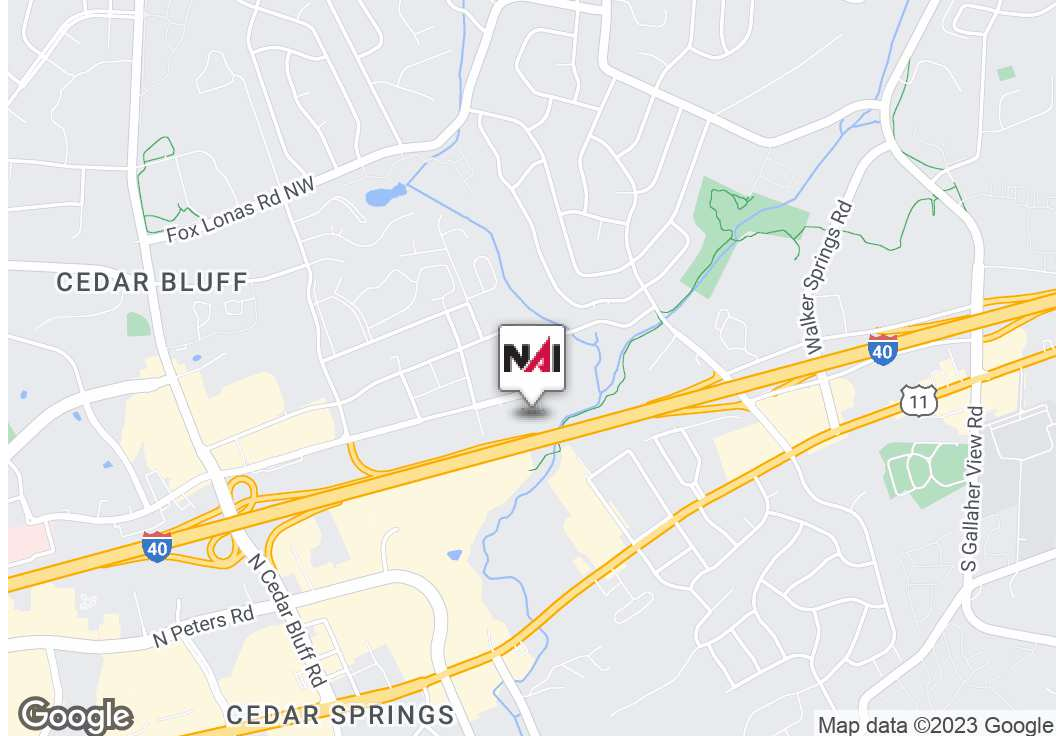 Fox Lonas Rd NW
CEDAR BLUFF
Walker Springs Rd
NAI
40
11
S Gallaher View Rd
40
N Cedar Bluff Rd
N Peters Rd
CEDAR SPRINGS
Google
Map data ©2023 Google